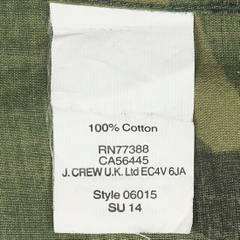 100% Cotton
RN77388
CA56445
J. CREW U.K. Ltd EC4V 6JA
Style 06015
SU 14